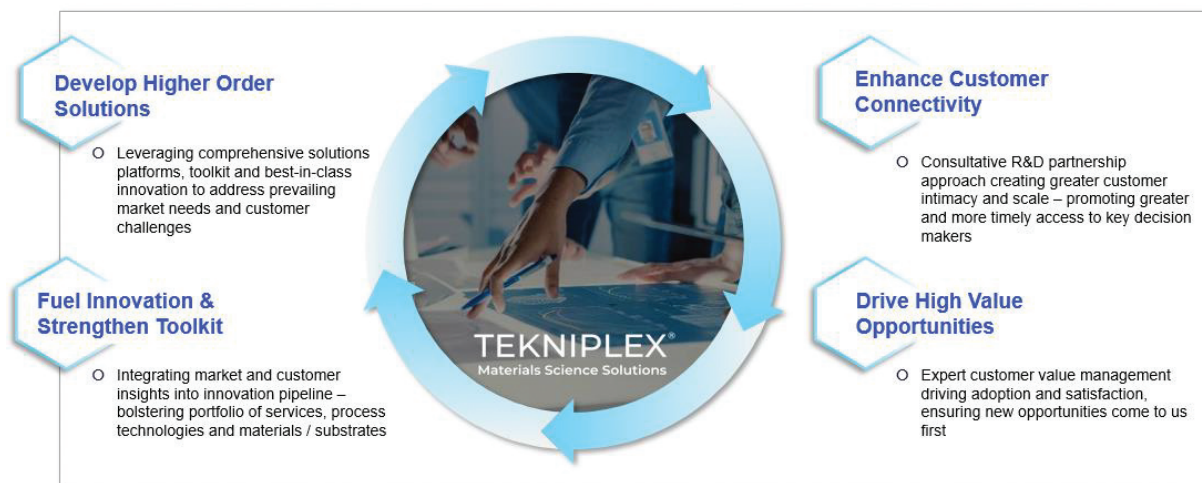 Develop Higher Order
Solutions
O Leveraging comprehensive solutions
platforms, toolkit and best-in-class
innovation to address prevailing
market needs and customer
challenges
Fuel Innovation &
Strengthen Toolkit
O Integrating market and customer
insights into innovation pipeline –
bolstering portfolio of services, process
technologies and materials / substrates
TEKNIPLEX®
Materials Science Solutions
Enhance Customer
Connectivity
O Consultative R&D partnership
approach creating greater customer
intimacy and scale – promoting greater
and more timely access to key decision
makers
Drive High Value
Opportunities
O Expert customer value management
driving adoption and satisfaction,
ensuring new opportunities come to us
first